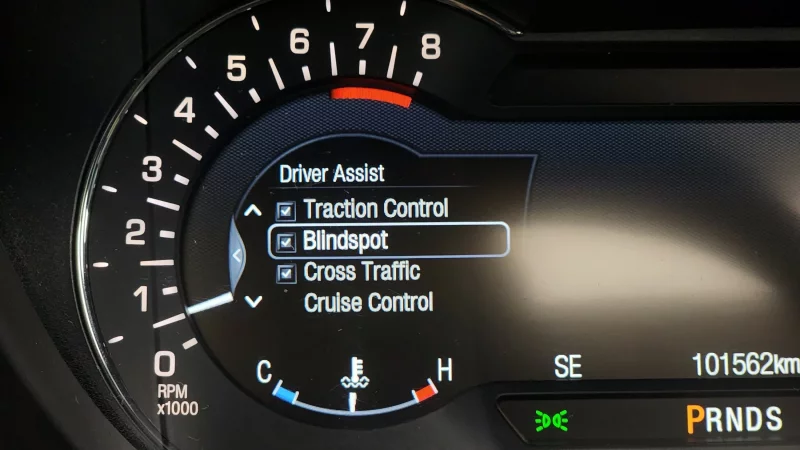 8
7
6
5
4
3
2
1
0
RPM
x1000
Driver Assist
Traction Control
Blindspot
Cross Traffic
Cruise Control
C
H
SE
101562km
PRNDS